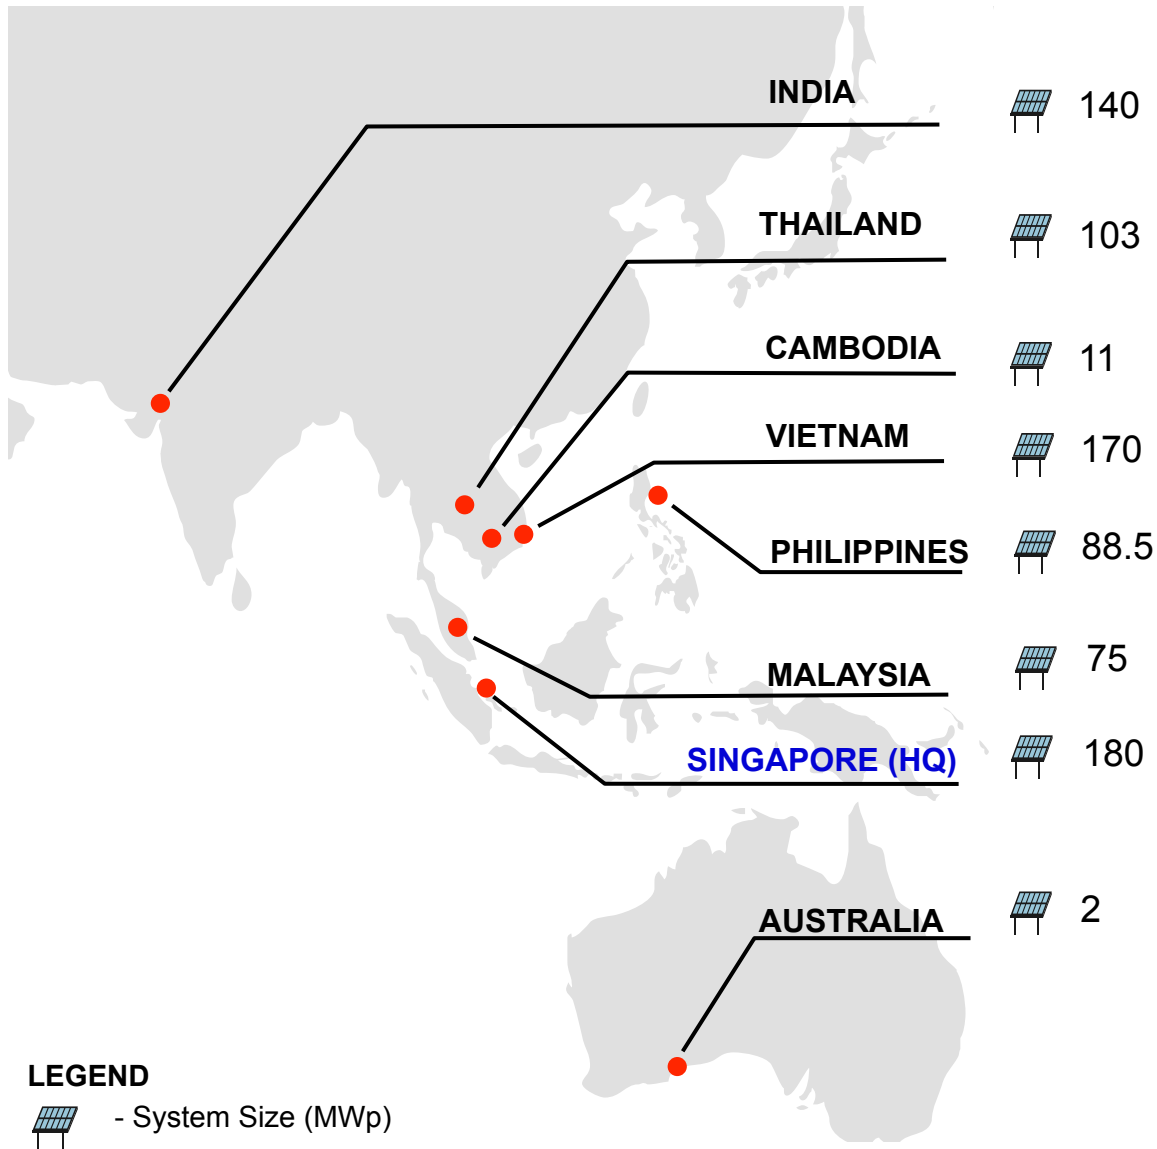 INDIA 140
THAILAND 103
CAMBODIA 11
VIETNAM 170
PHILIPPINES 88.5
MALAYSIA 75
SINGAPORE (HQ) 180
AUSTRALIA 2
LEGEND
- System Size (MWp)